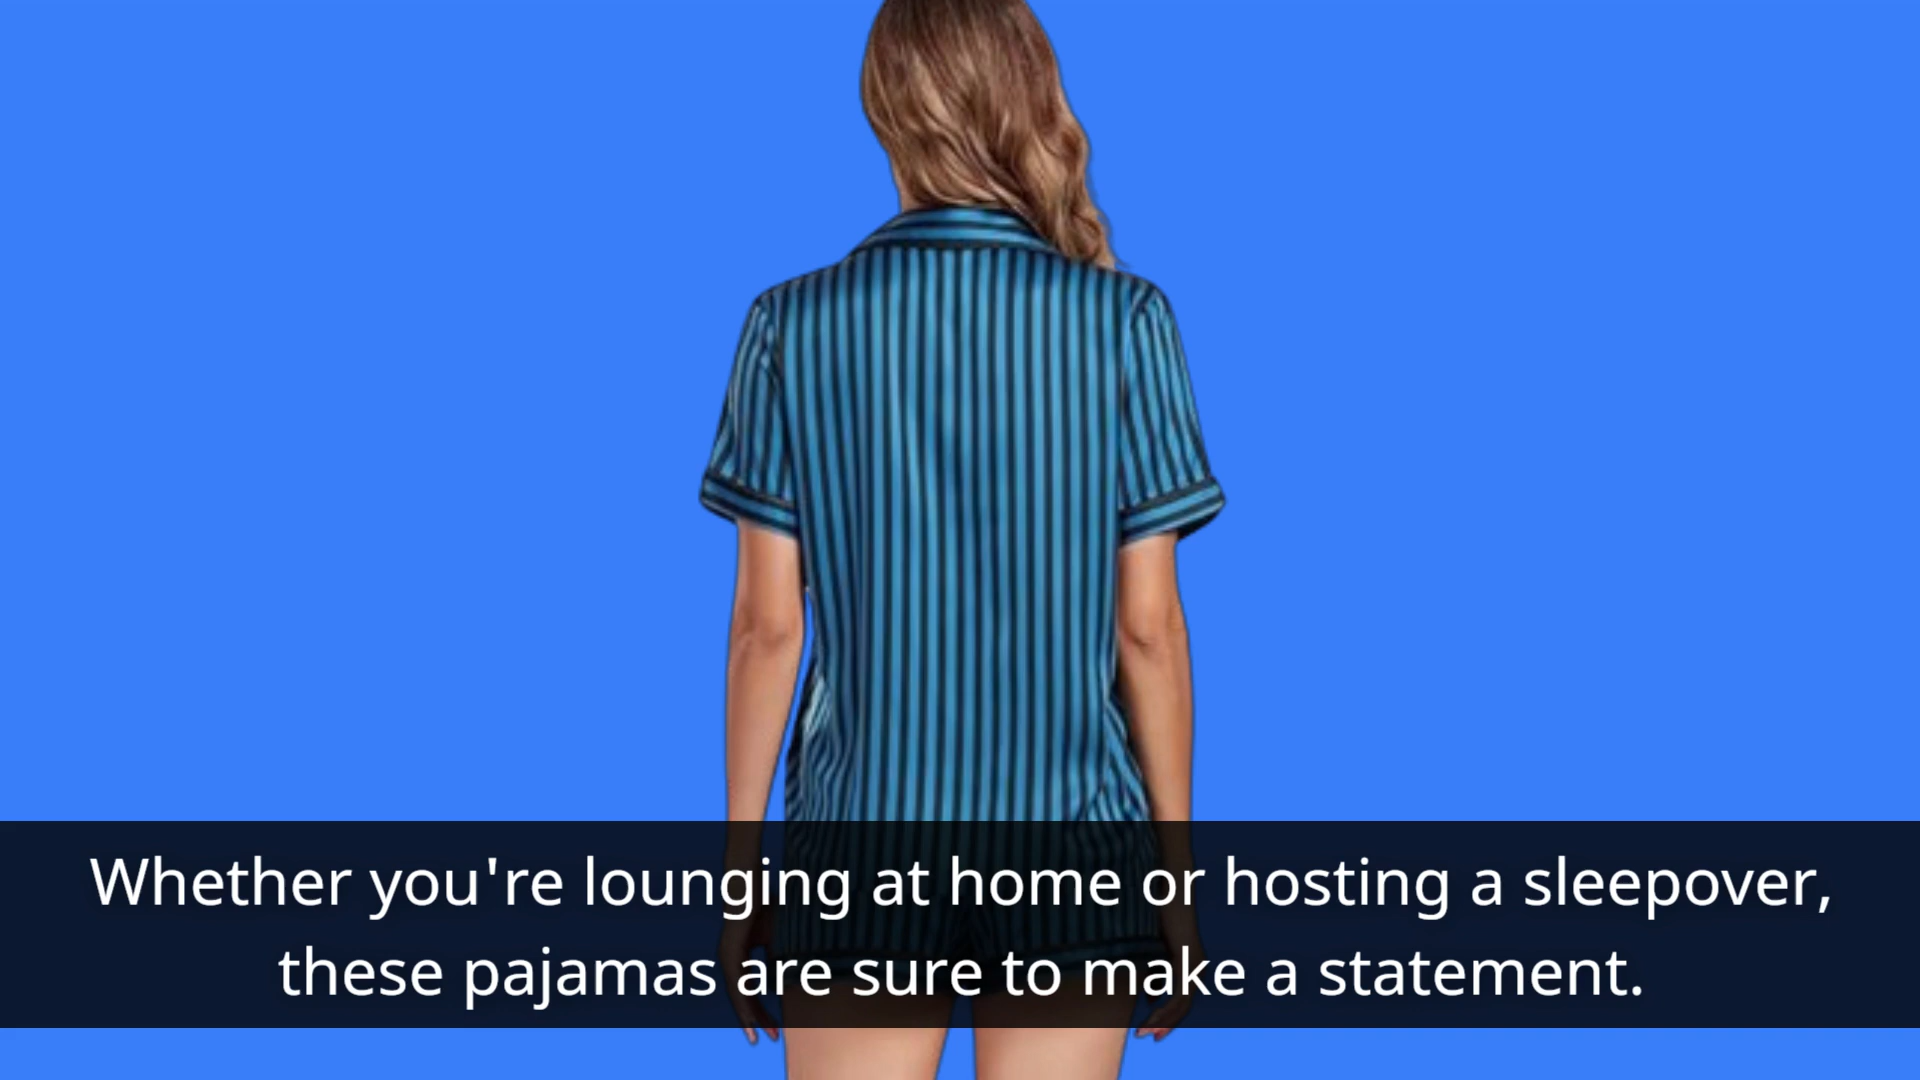 Whether you're lounging at home or hosting a sleepover,
these pajamas are sure to make a statement.